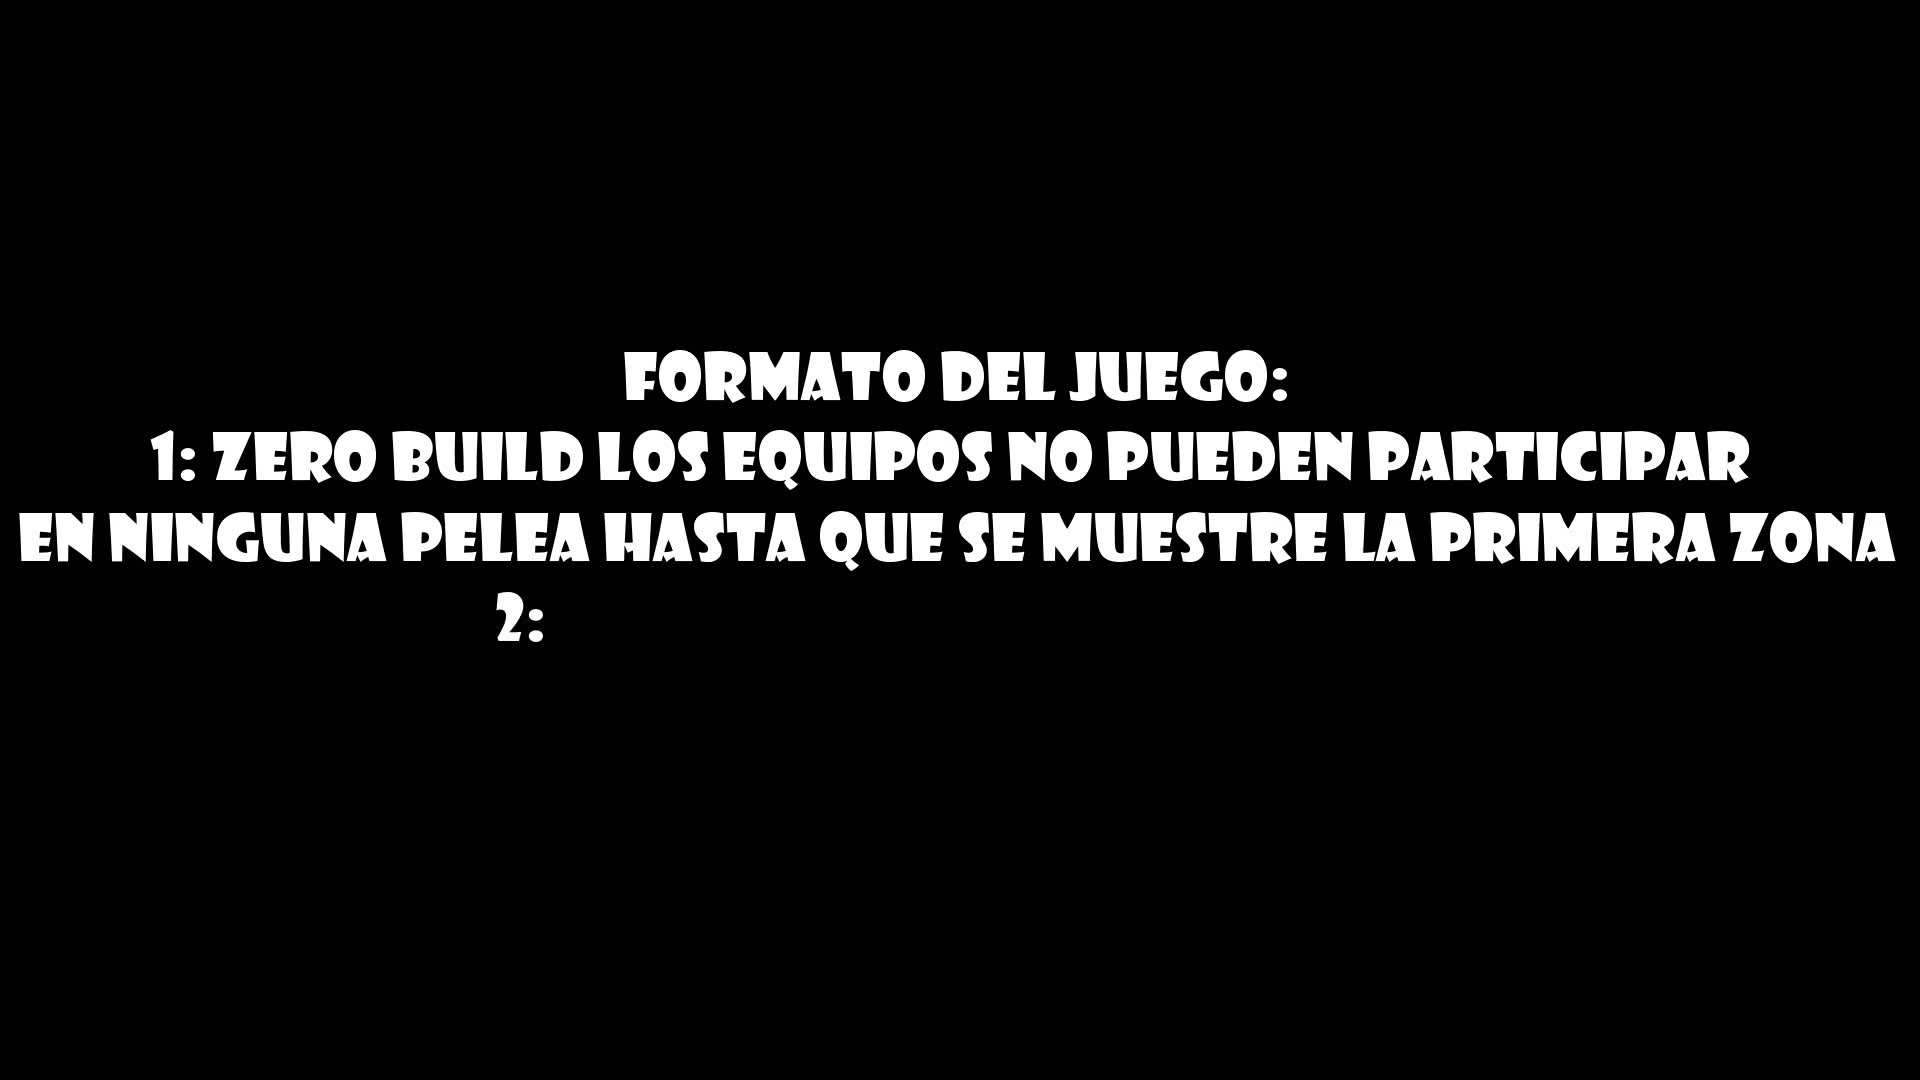 FORMATO DEL JUEGO:
1: ZERO BUILD LOS EQUIPOS NO PUEDEN PARTICIPAR
EN NINGUNA PELEA HASTA QUE SE MUESTRE LA PRIMERA ZONA
2: